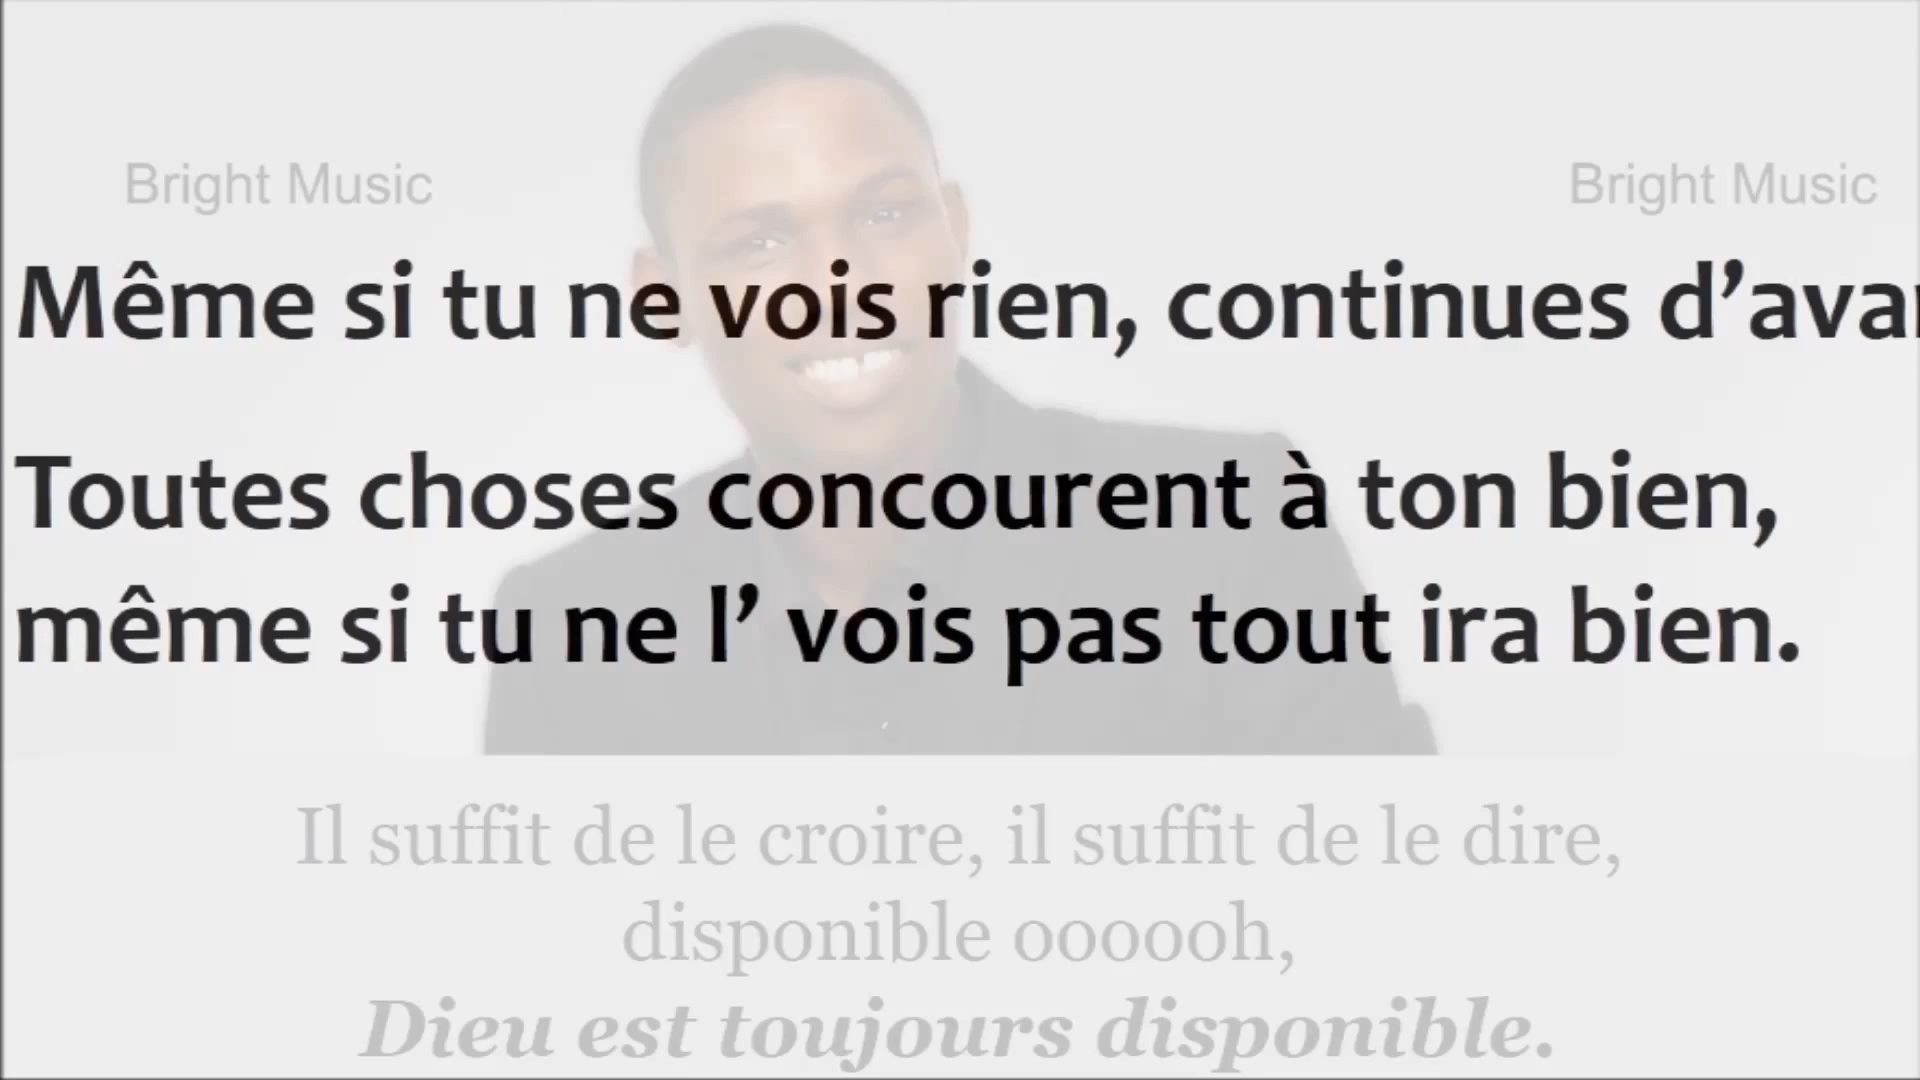 Bright Music Bright Music
Même si tu ne vois rien, continues
Toutes choses concourent à ton bien,
même si tu ne l’ vois pas tout ira bien.
Il suffit de le croire, il suffit de le dire,
disponible oooooh,
Dieu est toujours disponible.